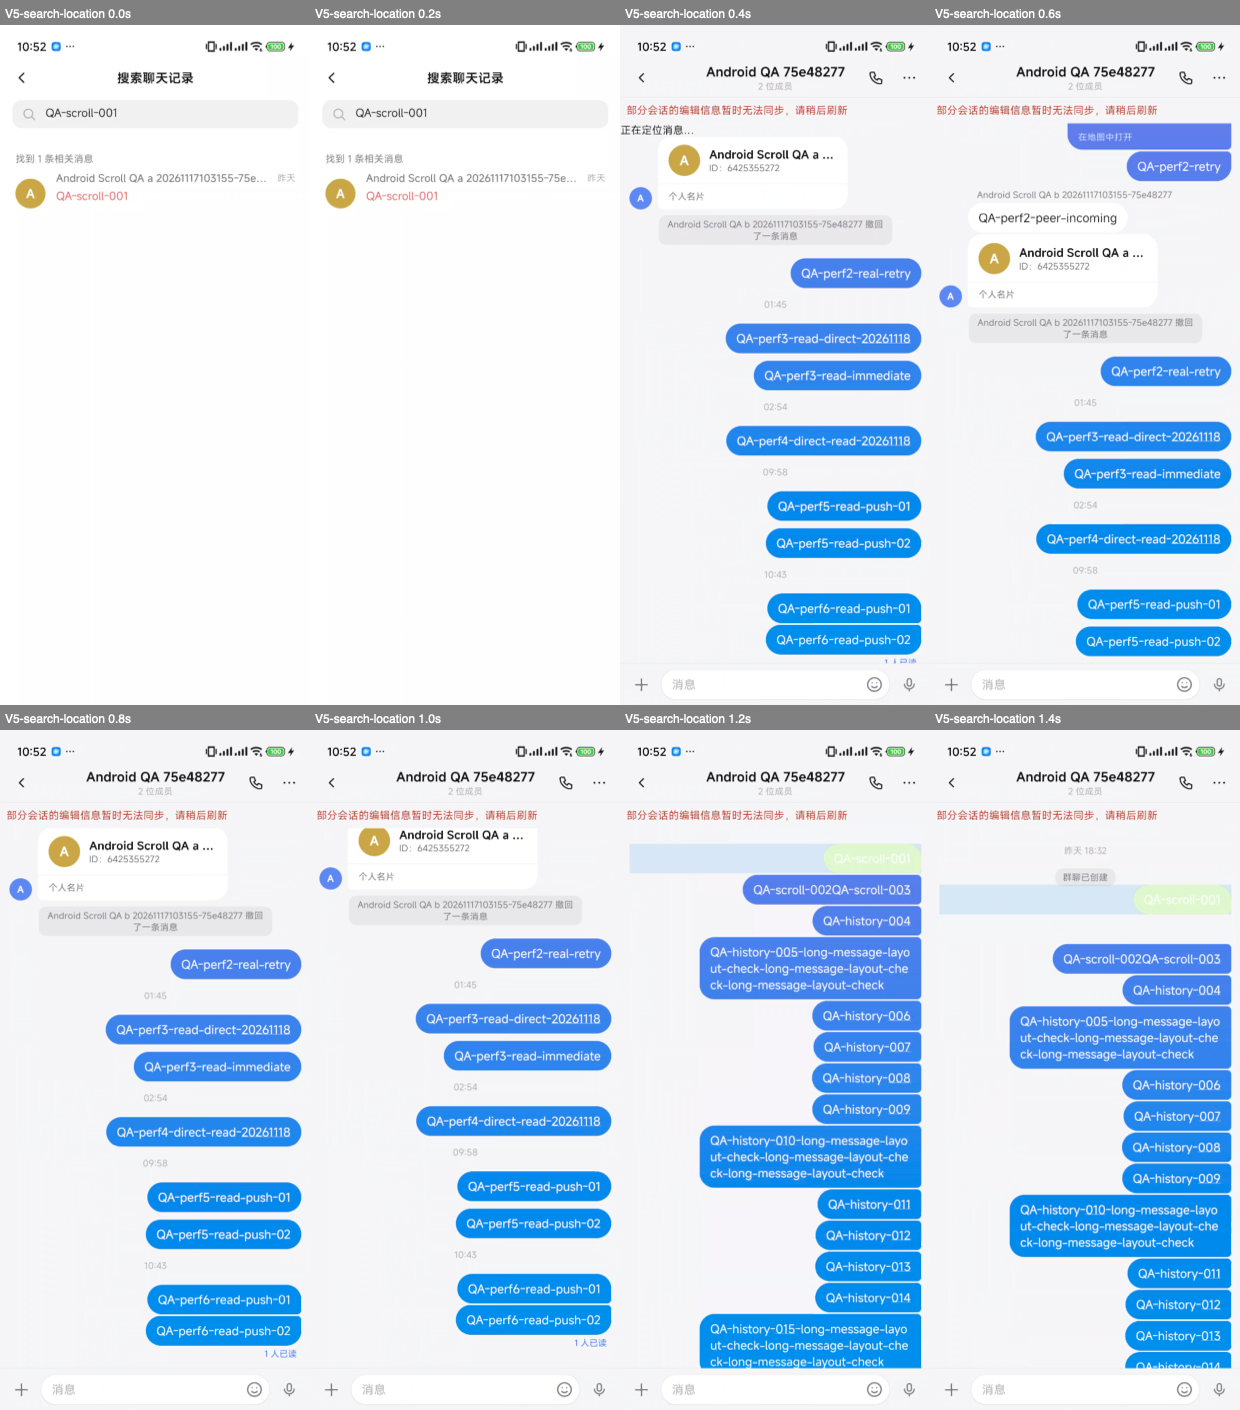 V5-search-location 0.0s
10:52 ···
100
搜索聊天记录
QA-scroll-001
找到 1 条相关消息
A
Android Scroll QA a 20261117103155-75e...
昨天
QA-scroll-001
V5-search-location 0.2s
10:52 ···
100
搜索聊天记录
QA-scroll-001
找到 1 条相关消息
A
Android Scroll QA a 20261117103155-75e...
昨天
QA-scroll-001
V5-search-location 0.4s
10:52 ···
100
Android QA 75e48277
2 位成员
部分会话的编辑信息暂时无法同步，请稍后刷新
正在定位消息...
A
Android Scroll QA a ...
ID： 6425355272
个人名片
A
Android Scroll QA b 20261117103155-75e48277 撤回
了一条消息
QA-perf2-real-retry
01:45
QA-perf3-read-direct-20261118
QA-perf3-read-immediate
02:54
QA-perf4-direct-read-20261118
09:58
QA-perf5-read-push-01
QA-perf5-read-push-02
10:43
QA-perf6-read-push-01
QA-perf6-read-push-02
1 人已读
消息
V5-search-location 0.6s
10:52 ···
100
Android QA 75e48277
2 位成员
部分会话的编辑信息暂时无法同步，请稍后刷新
在地图中打开
QA-perf2-retry
Android Scroll QA b 20261117103155-75e48277
QA-perf2-peer-incoming
A
Android Scroll QA a ...
ID： 6425355272
个人名片
A
Android Scroll QA b 20261117103155-75e48277 撤回
了一条消息
QA-perf2-real-retry
01:45
QA-perf3-read-direct-20261118
QA-perf3-read-immediate
02:54
QA-perf4-direct-read-20261118
09:58
QA-perf5-read-push-01
QA-perf5-read-push-02
消息
V5-search-location 0.8s
10:52 ···
100
Android QA 75e48277
2 位成员
部分会话的编辑信息暂时无法同步，请稍后刷新
A
Android Scroll QA a ...
ID： 6425355272
个人名片
A
Android Scroll QA b 20261117103155-75e48277 撤回
了一条消息
QA-perf2-real-retry
01:45
QA-perf3-read-direct-20261118
QA-perf3-read-immediate
02:54
QA-perf4-direct-read-20261118
09:58
QA-perf5-read-push-01
QA-perf5-read-push-02
10:43
QA-perf6-read-push-01
QA-perf6-read-push-02
1 人已读
消息
V5-search-location 1.0s
10:52 ···
100
Android QA 75e48277
2 位成员
部分会话的编辑信息暂时无法同步，请稍后刷新
A
Android Scroll QA a ...
ID： 6425355272
个人名片
A
Android Scroll QA b 20261117103155-75e48277 撤回
了一条消息
QA-perf2-real-retry
01:45
QA-perf3-read-direct-20261118
QA-perf3-read-immediate
02:54
QA-perf4-direct-read-20261118
09:58
QA-perf5-read-push-01
QA-perf5-read-push-02
10:43
QA-perf6-read-push-01
QA-perf6-read-push-02
1 人已读
消息
V5-search-location 1.2s
10:52 ···
100
Android QA 75e48277
2 位成员
部分会话的编辑信息暂时无法同步，请稍后刷新
QA-scroll-001
QA-scroll-002QA-scroll-003
QA-history-004
QA-history-005-long-message-layo
ut-check-long-message-layout-che
ck-long-message-layout-check
QA-history-006
QA-history-007
QA-history-008
QA-history-009
QA-history-010-long-message-layo
ut-check-long-message-layout-che
ck-long-message-layout-check
QA-history-011
QA-history-012
QA-history-013
QA-history-014
QA-history-015-long-message-layo
ut-check-long-message-layout-che
ck-long-message-layout-check
消息
V5-search-location 1.4s
10:52 ···
100
Android QA 75e48277
2 位成员
部分会话的编辑信息暂时无法同步，请稍后刷新
昨天 18:32
群聊已创建
QA-scroll-001
QA-scroll-002QA-scroll-003
QA-history-004
QA-history-005-long-message-layo
ut-check-long-message-layout-che
ck-long-message-layout-check
QA-history-006
QA-history-007
QA-history-008
QA-history-009
QA-history-010-long-message-layo
ut-check-long-message-layout-che
ck-long-message-layout-check
QA-history-011
QA-history-012
QA-history-013
QA-history-014
消息